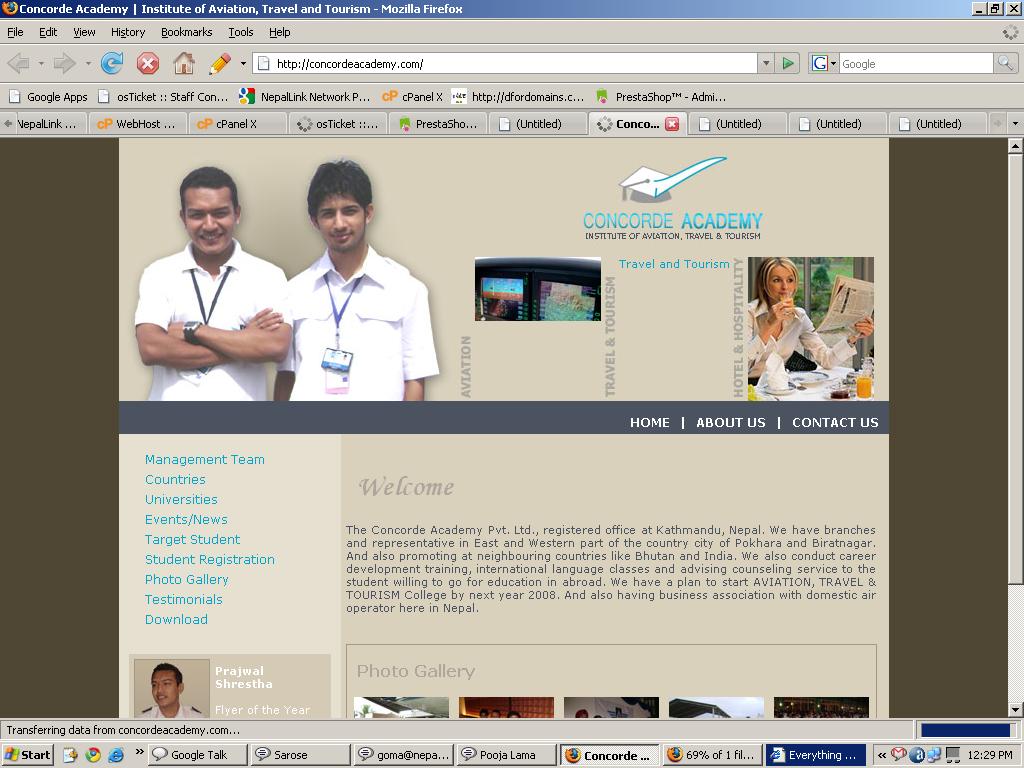 Concorde Academy | Institute of Aviation, Travel and Tourism - Mozilla Firefox
File Edit View History Bookmarks Tools Help
http://concordeacademy.com/
G Google
Google Apps osTicket :: Staff Con... NepalLink Network P... cP cPanel X http://dfordomains.c... PrestaShop™ - Admi...
NepalLink ... cP WebHost ... cP cPanel X osTicket ::... PrestaSho... (Untitled) Conco... (Untitled) (Untitled) (Untitled)
CONCORDE ACADEMY
INSTITUTE OF AVIATION, TRAVEL & TOURISM
AVIATION
Travel and Tourism
TRAVEL & TOURISM
HOTEL & HOSPITALITY
HOME | ABOUT US | CONTACT US
Management Team
Countries
Universities
Events/News
Target Student
Student Registration
Photo Gallery
Testimonials
Download
Prajwal
Shrestha
Flyer of the Year
Welcome
The Concorde Academy Pvt. Ltd., registered office at Kathmandu, Nepal. We have branches
and representative in East and Western part of the country city of Pokhara and Biratnagar.
And also promoting at neighbouring countries like Bhutan and India. We also conduct career
development training, international language classes and advising counseling service to the
student willing to go for education in abroad. We have a plan to start AVIATION, TRAVEL &
TOURISM College by next year 2008. And also having business association with domestic air
operator here in Nepal.
Photo Gallery
Transferring data from concordeacademy.com...
Start » Google Talk Sarose goma@nepa... Pooja Lama Concorde ... 69% of 1 fil... Everything ... « 12:29 PM